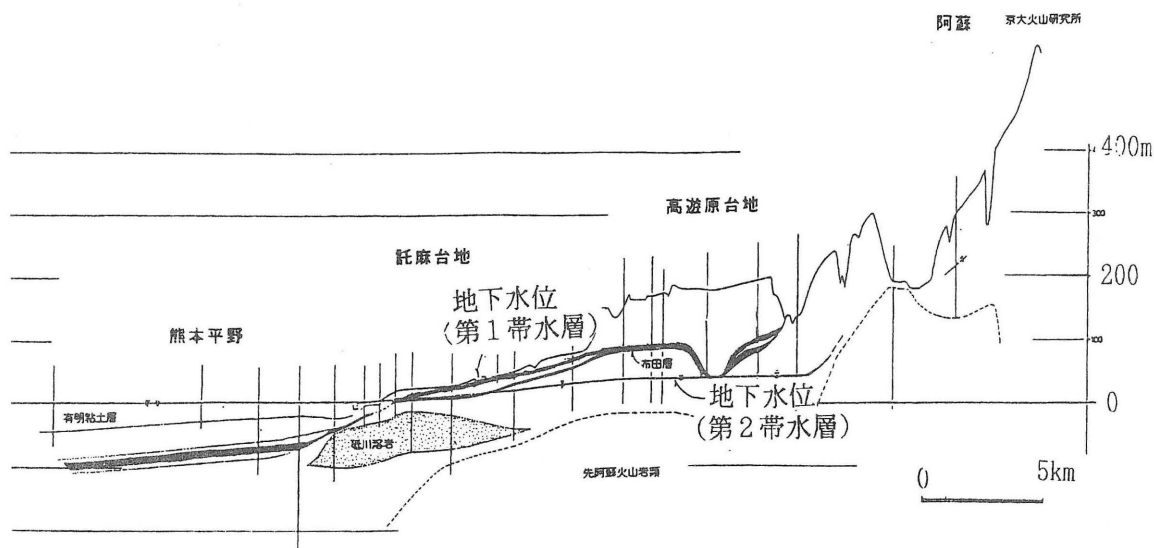 阿蘇
京大火山研究所
400m
300
高遊原台地
託麻台地
200
地下水位
(第1帯水層)
熊本平野
100
布田層
地下水位
(第2帯水層)
0
有明粘土層
砥川溶岩
先阿蘇火山岩類
0
5km